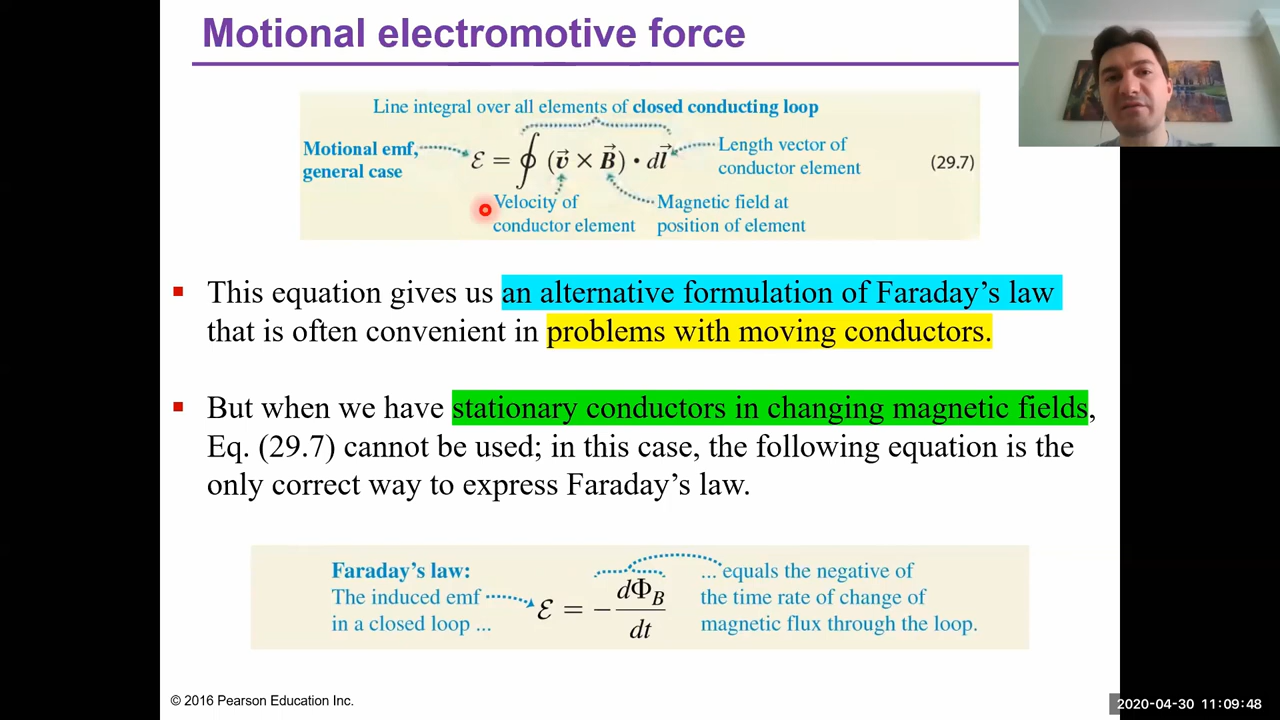 Motional electromotive force
Line integral over all elements of closed conducting loop
Motional emf,
general case
ℰ = ∮ (v⃗ × B⃗) · dl⃗
Length vector of
conductor element
(29.7)
Velocity of
conductor element
Magnetic field at
position of element
▪ This equation gives us an alternative formulation of Faraday’s law
that is often convenient in problems with moving conductors.
▪ But when we have stationary conductors in changing magnetic fields,
Eq. (29.7) cannot be used; in this case, the following equation is the
only correct way to express Faraday’s law.
Faraday’s law:
The induced emf
in a closed loop ...
ℰ = − dΦ_B / dt
... equals the negative of
the time rate of change of
magnetic flux through the loop.
© 2016 Pearson Education Inc.
2020-04-30 11:09:48